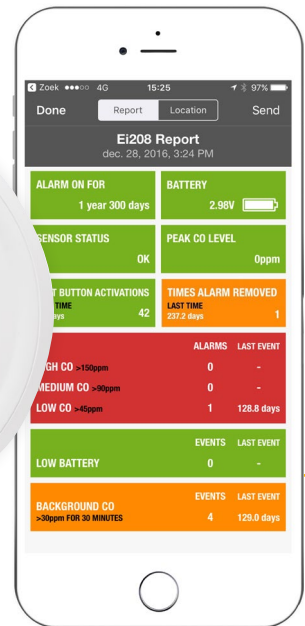 Zoek 4G 15:25 97%
Done Report Location Send
Ei208 Report
dec. 28, 2016, 3:24 PM
ALARM ON FOR
1 year 300 days
BATTERY
2.98V
SENSOR STATUS
OK
PEAK CO LEVEL
0ppm
BUTTON ACTIVATIONS
TIME
42
TIMES ALARM REMOVED
LAST TIME
237.2 days 1
ALARMS LAST EVENT
HIGH CO >150ppm 0 -
MEDIUM CO >90ppm 0 -
LOW CO >45ppm 1 128.8 days
EVENTS LAST EVENT
LOW BATTERY 0 -
EVENTS LAST EVENT
BACKGROUND CO
>30ppm FOR 30 MINUTES 4 129.0 days